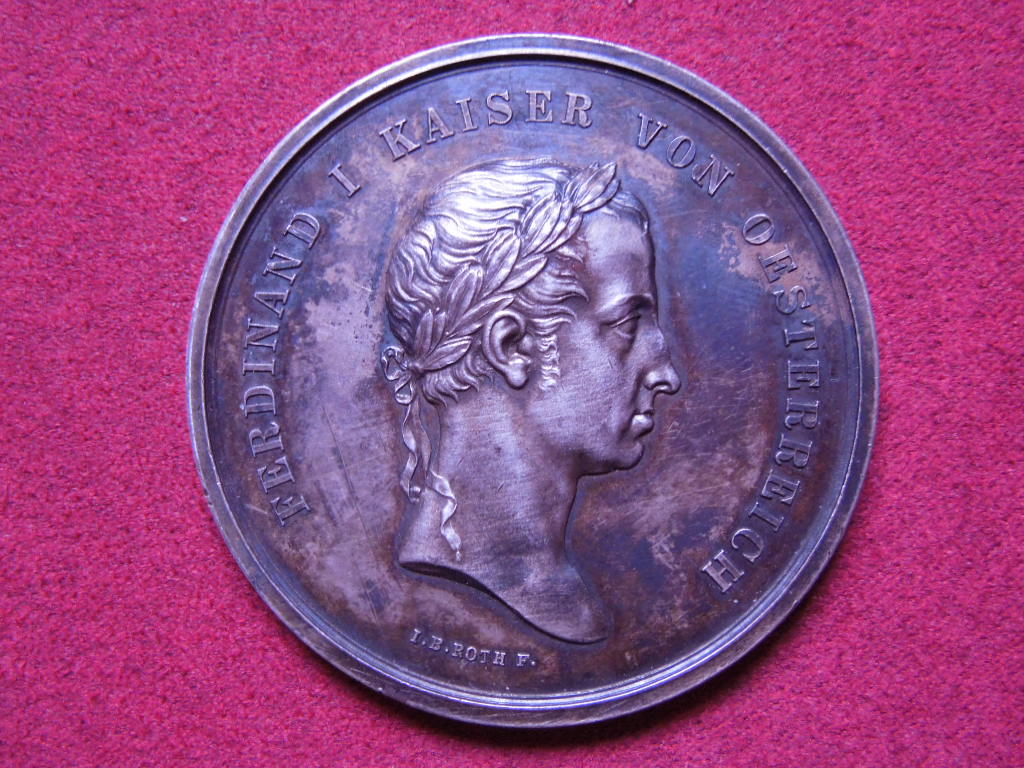 FERDINAND I KAISER VON OESTERREICH
I.B.ROTH F.